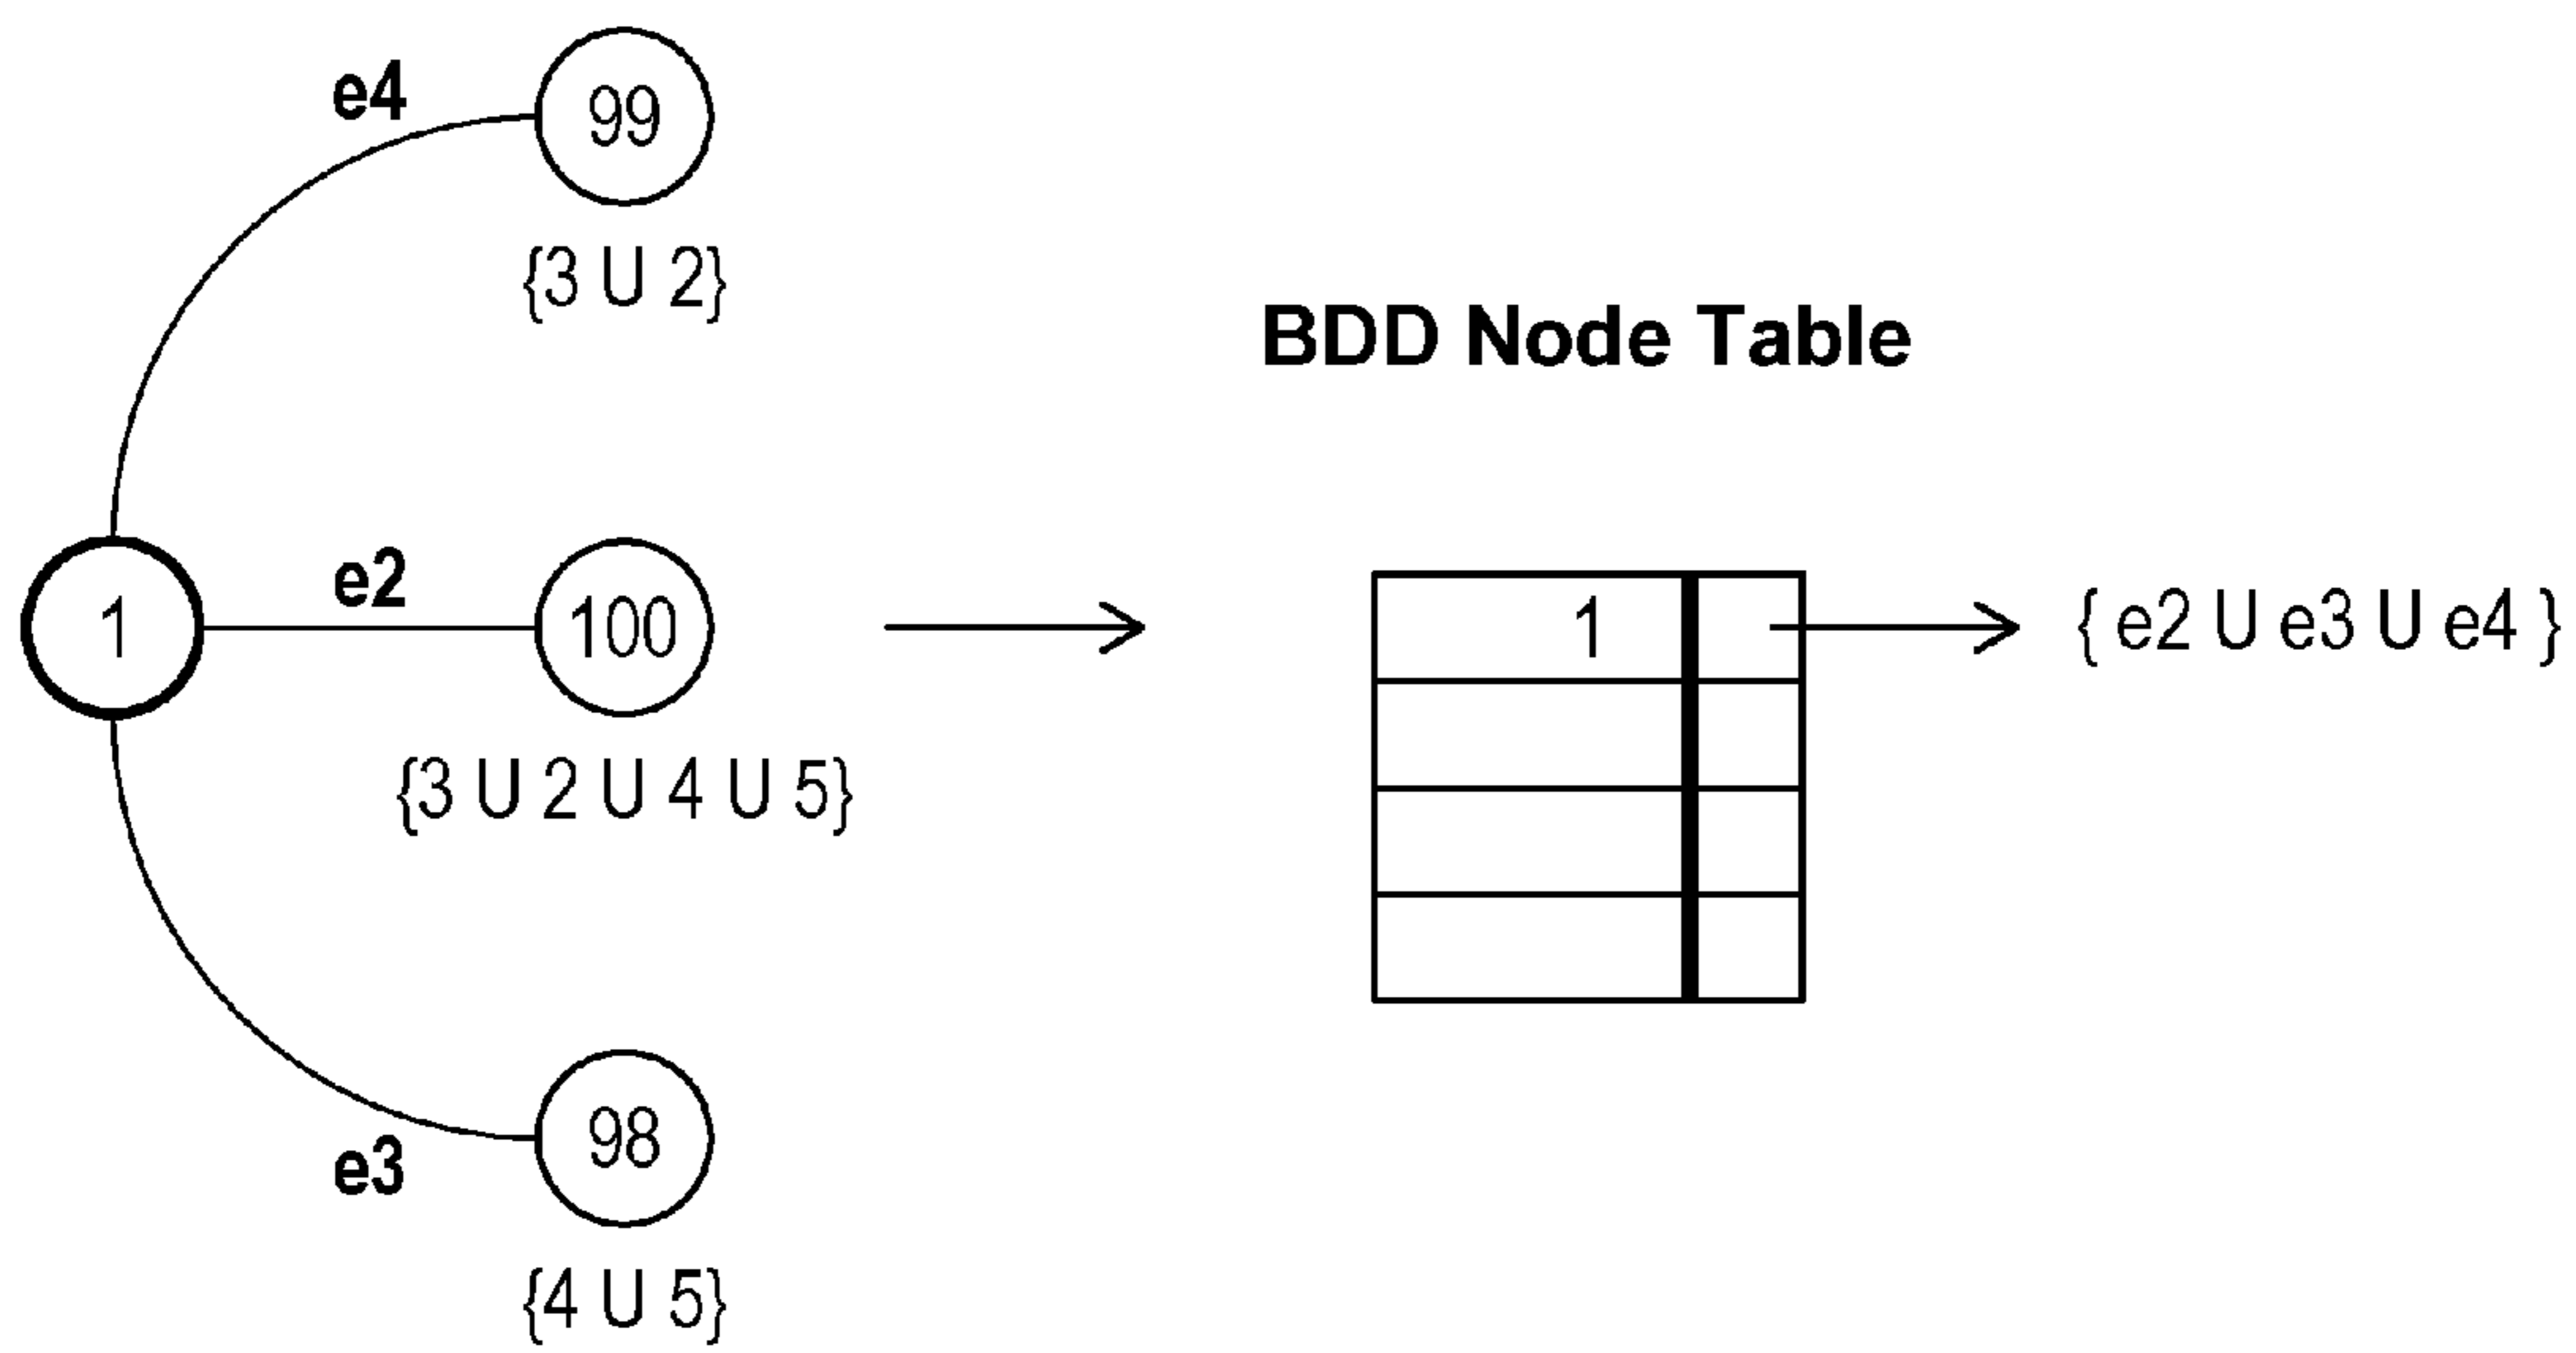 e4
99
{3 U 2}
BDD Node Table
1
e2
100
1
{ e2 U e3 U e4 }
{3 U 2 U 4 U 5}
98
e3
{4 U 5}